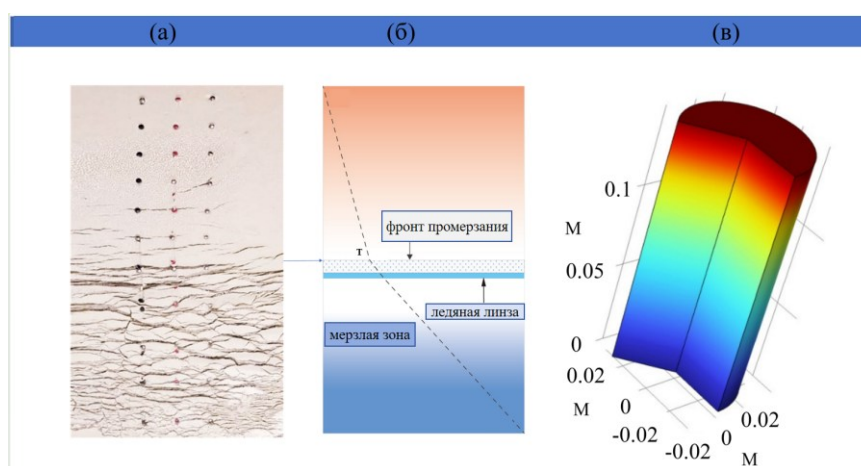 (а) (б) (в)
фронт промерзания
т
ледяная линза
мерзлая зона
0.1
М
0.05
0
0.02
М
0
-0.02
-0.02
0
0.02
М